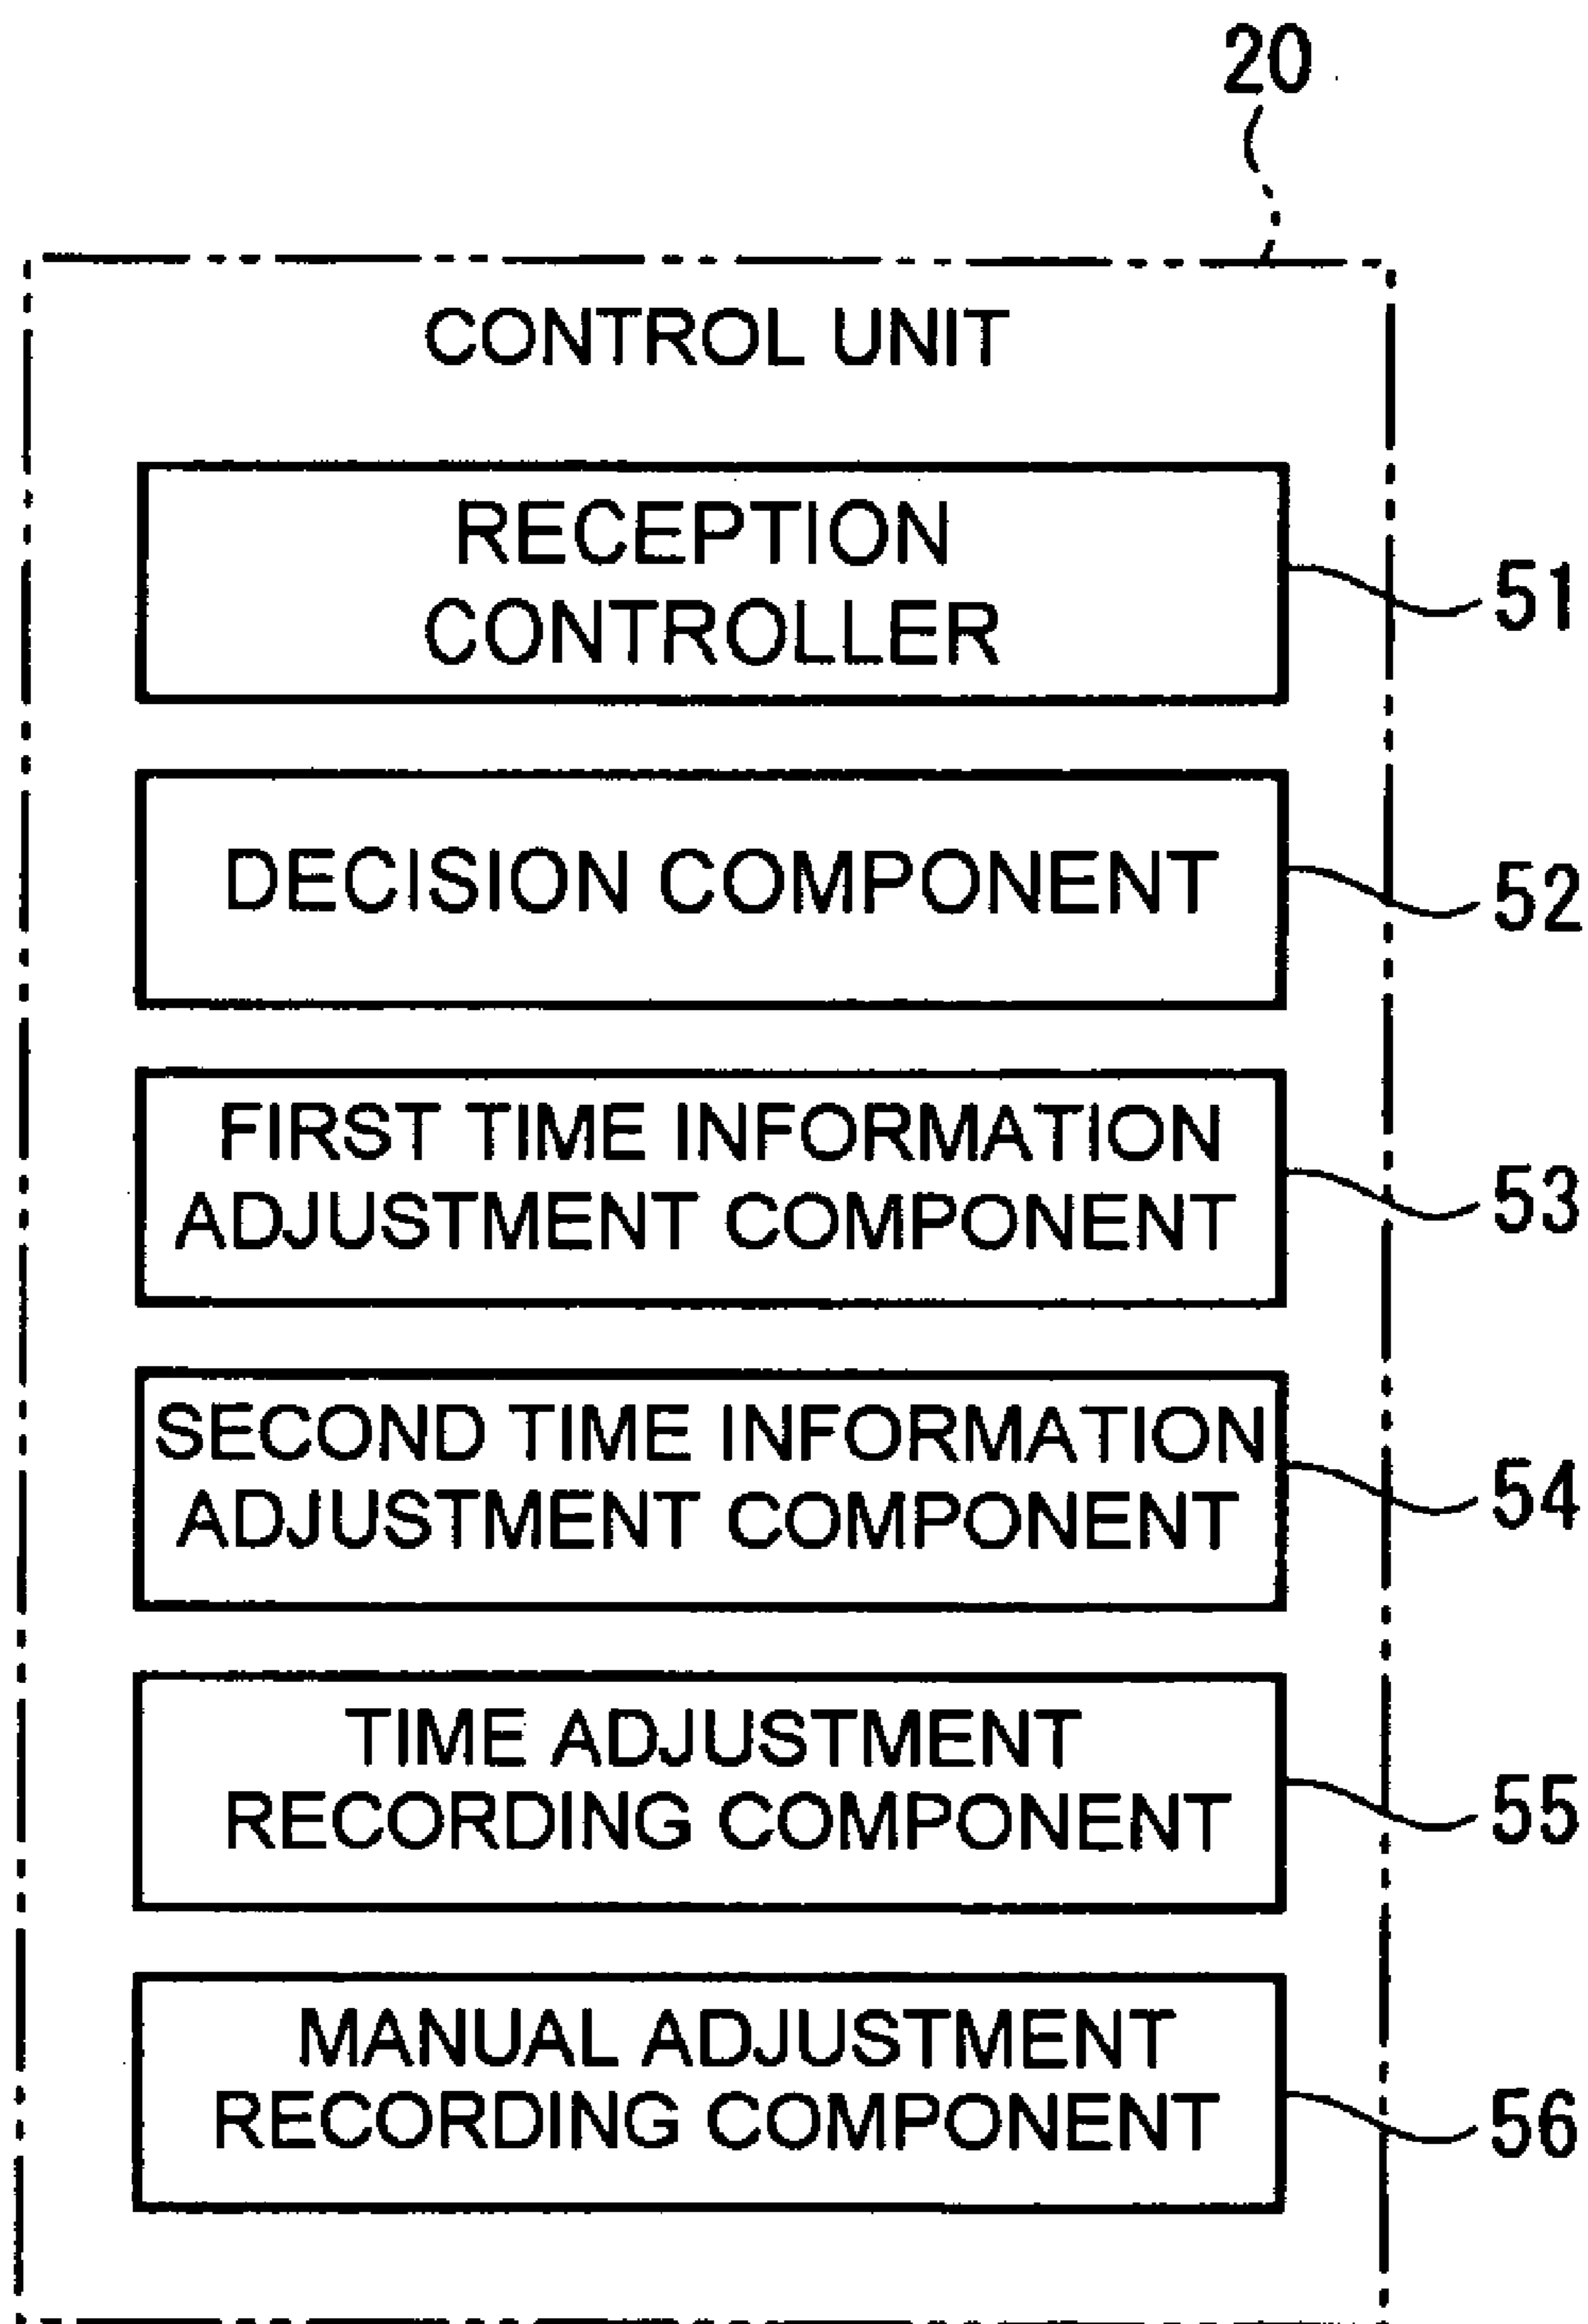 20
CONTROL UNIT
RECEPTION
CONTROLLER
51
DECISION COMPONENT
52
FIRST TIME INFORMATION
ADJUSTMENT COMPONENT
53
SECOND TIME INFORMATION
ADJUSTMENT COMPONENT
54
TIME ADJUSTMENT
RECORDING COMPONENT
55
MANUAL ADJUSTMENT
RECORDING COMPONENT
56